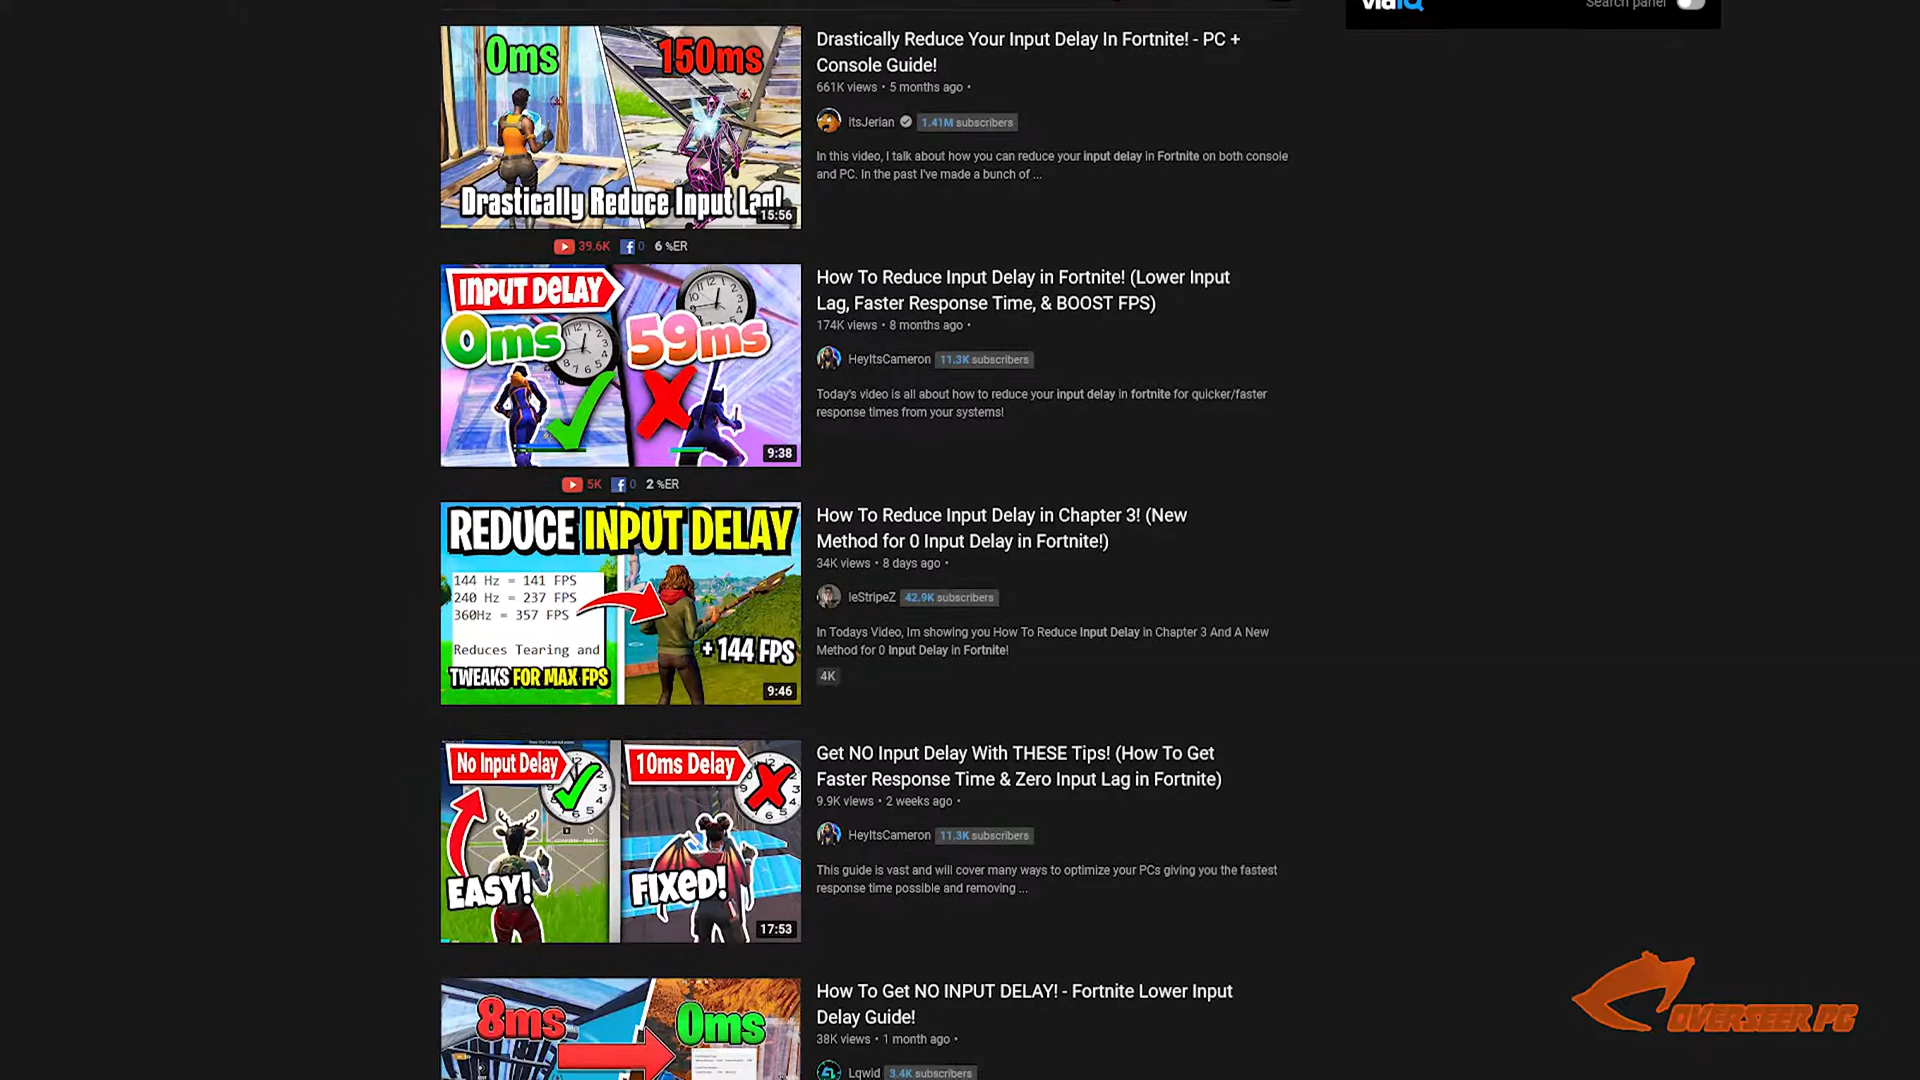 vidIQ
Search panel
0ms
150ms
Drastically Reduce Input Lag!
15:56
Drastically Reduce Your Input Delay In Fortnite! - PC +
Console Guide!
661K views • 5 months ago •
itsJerian
1.41M subscribers
In this video, I talk about how you can reduce your input delay in Fortnite on both console
and PC. In the past I've made a bunch of ...
39.6K
0
6 %ER
INPUT DELAY
0ms
59ms
9:38
How To Reduce Input Delay in Fortnite! (Lower Input
Lag, Faster Response Time, & BOOST FPS)
174K views • 8 months ago •
HeyItsCameron
11.3K subscribers
Today's video is all about how to reduce your input delay in fortnite for quicker/faster
response times from your systems!
5K
0
2 %ER
REDUCE INPUT DELAY
144 Hz = 141 FPS
240 Hz = 237 FPS
360Hz = 357 FPS
Reduces Tearing and
+ 144 FPS
TWEAKS FOR MAX FPS
9:46
How To Reduce Input Delay in Chapter 3! (New
Method for 0 Input Delay in Fortnite!)
34K views • 8 days ago •
leStripeZ
42.9K subscribers
In Todays Video, Im showing you How To Reduce Input Delay in Chapter 3 And A New
Method for 0 Input Delay in Fortnite!
4K
No Input Delay
10ms Delay
EASY!
FIXED!
17:53
Get NO Input Delay With THESE Tips! (How To Get
Faster Response Time & Zero Input Lag in Fortnite)
9.9K views • 2 weeks ago •
HeyItsCameron
11.3K subscribers
This guide is vast and will cover many ways to optimize your PCs giving you the fastest
response time possible and removing ...
8ms
0ms
How To Get NO INPUT DELAY! - Fortnite Lower Input
Delay Guide!
38K views • 1 month ago •
Lqwid
3.4K subscribers
OVERSEER PG